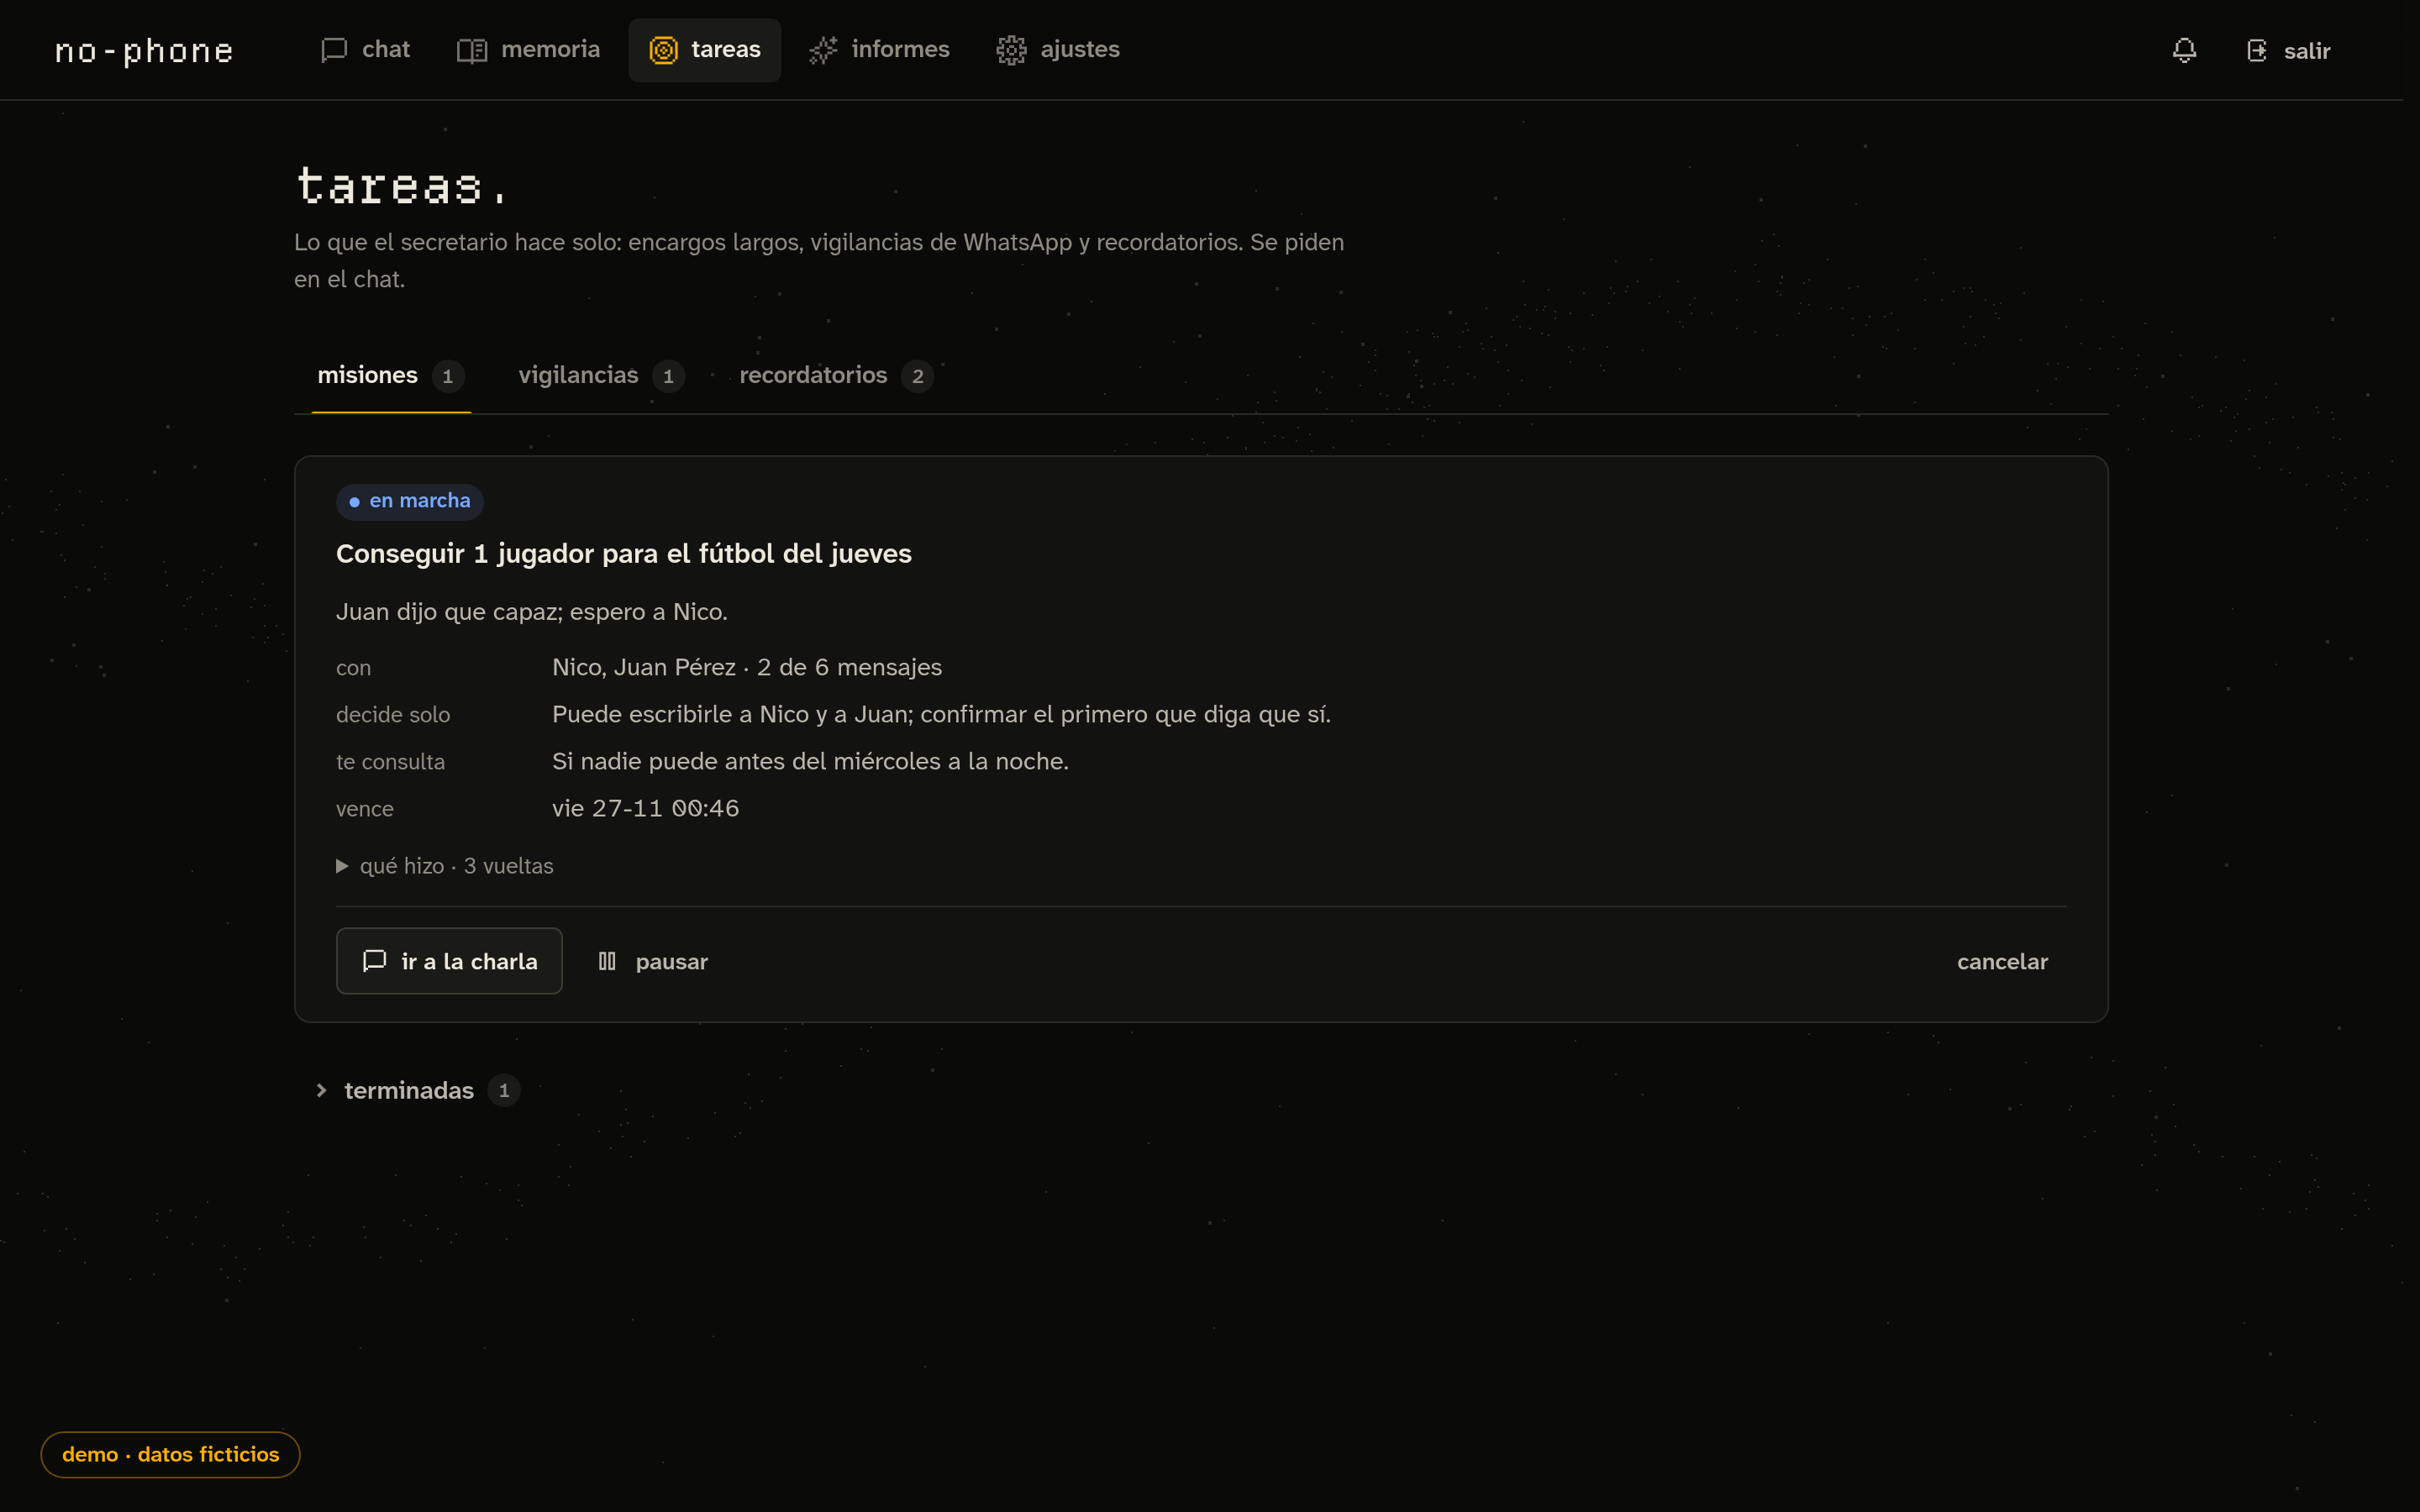 no-phone
chat
memoria
tareas
informes
ajustes
salir
tareas.
Lo que el secretario hace solo: encargos largos, vigilancias de WhatsApp y recordatorios. Se piden
en el chat.
misiones 1
vigilancias 1
recordatorios 2
en marcha
Conseguir 1 jugador para el fútbol del jueves
Juan dijo que capaz; espero a Nico.
con Nico, Juan Pérez · 2 de 6 mensajes
decide solo Puede escribirle a Nico y a Juan; confirmar el primero que diga que sí.
te consulta Si nadie puede antes del miércoles a la noche.
vence vie 27-11 00:46
qué hizo · 3 vueltas
ir a la charla
pausar
cancelar
terminadas 1
demo · datos ficticios